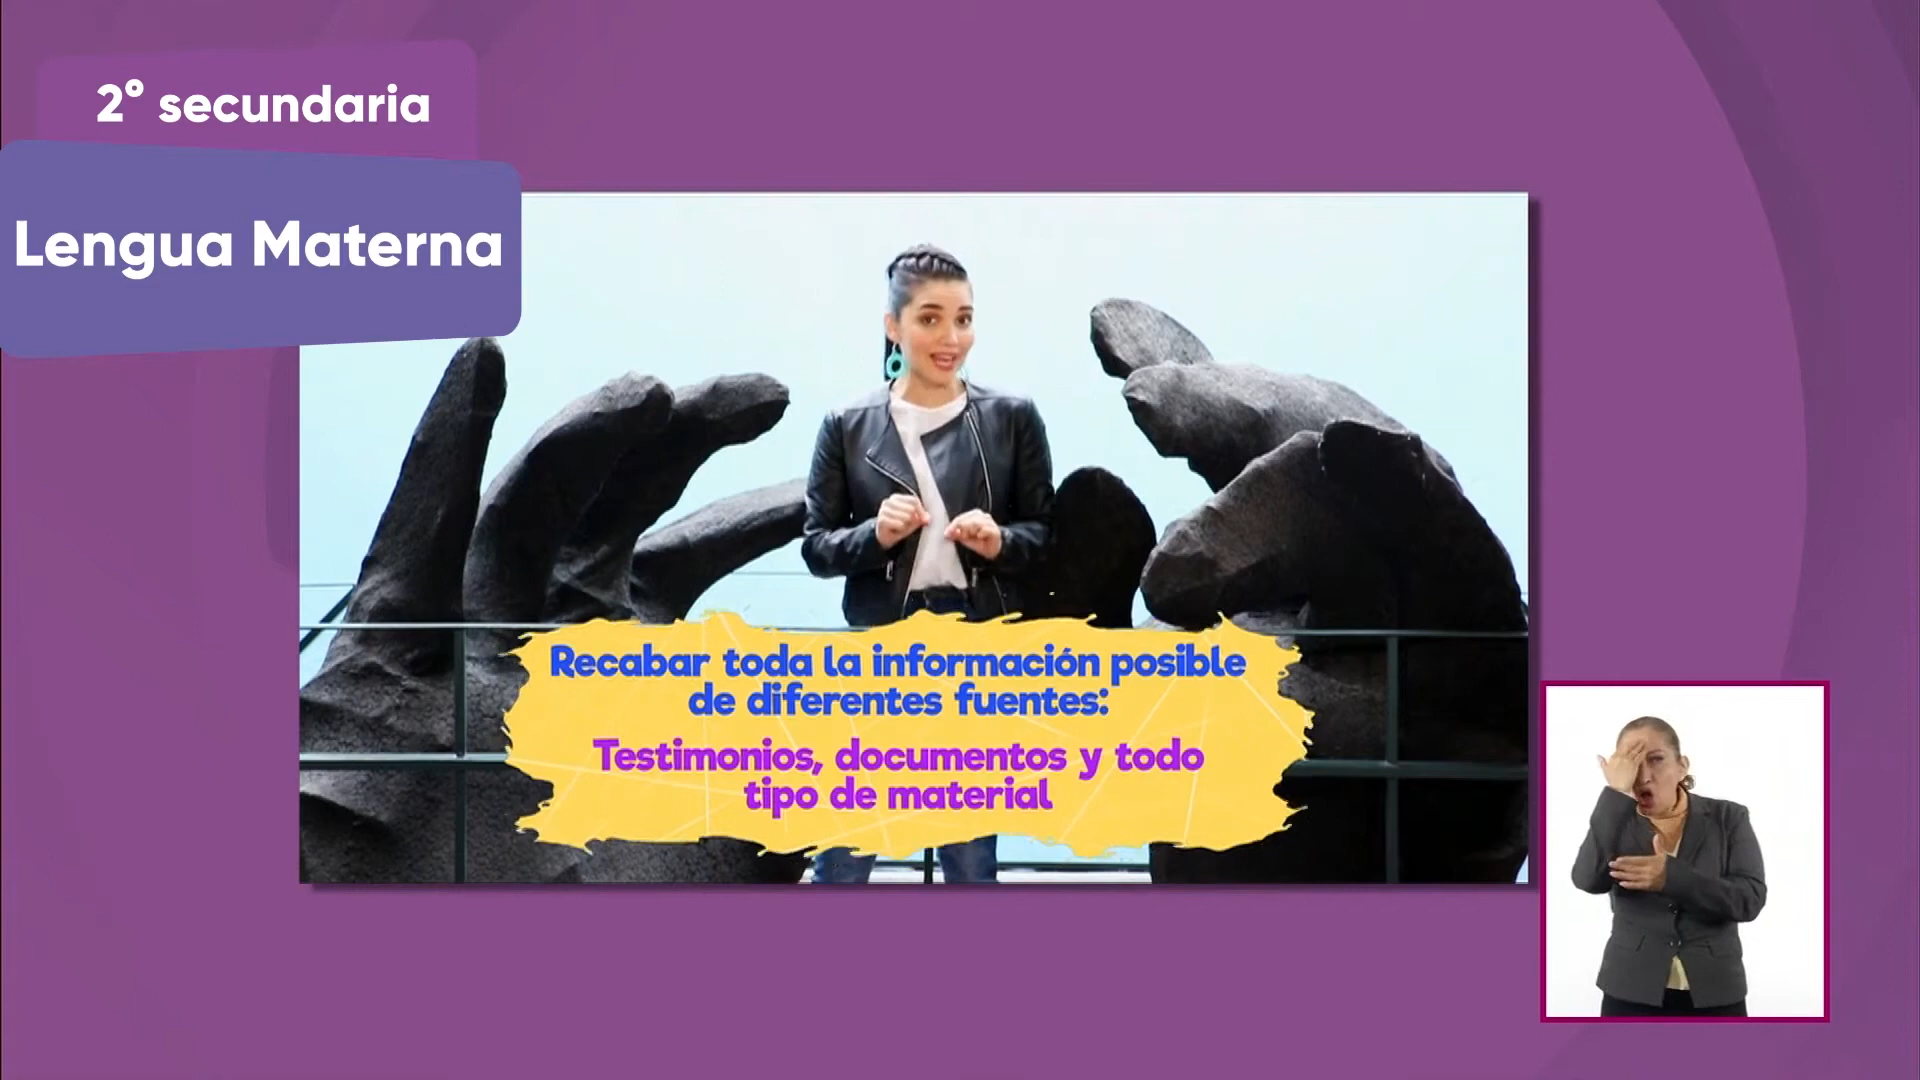 2° secundaria
Lengua Materna
Recabar toda la información posible
de diferentes fuentes:
Testimonios, documentos y todo
tipo de material